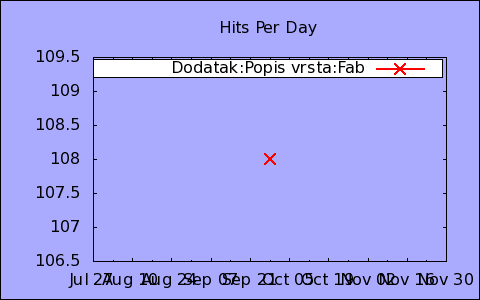 Hits Per Day
109.5
Dodatak:Popis vrsta:Fab
109
108.5
108
107.5
107
106.5
Jul 27 Aug 10 Aug 24 Sep 07 Sep 21 Oct 05 Oct 19 Nov 02 Nov 16 Nov 30